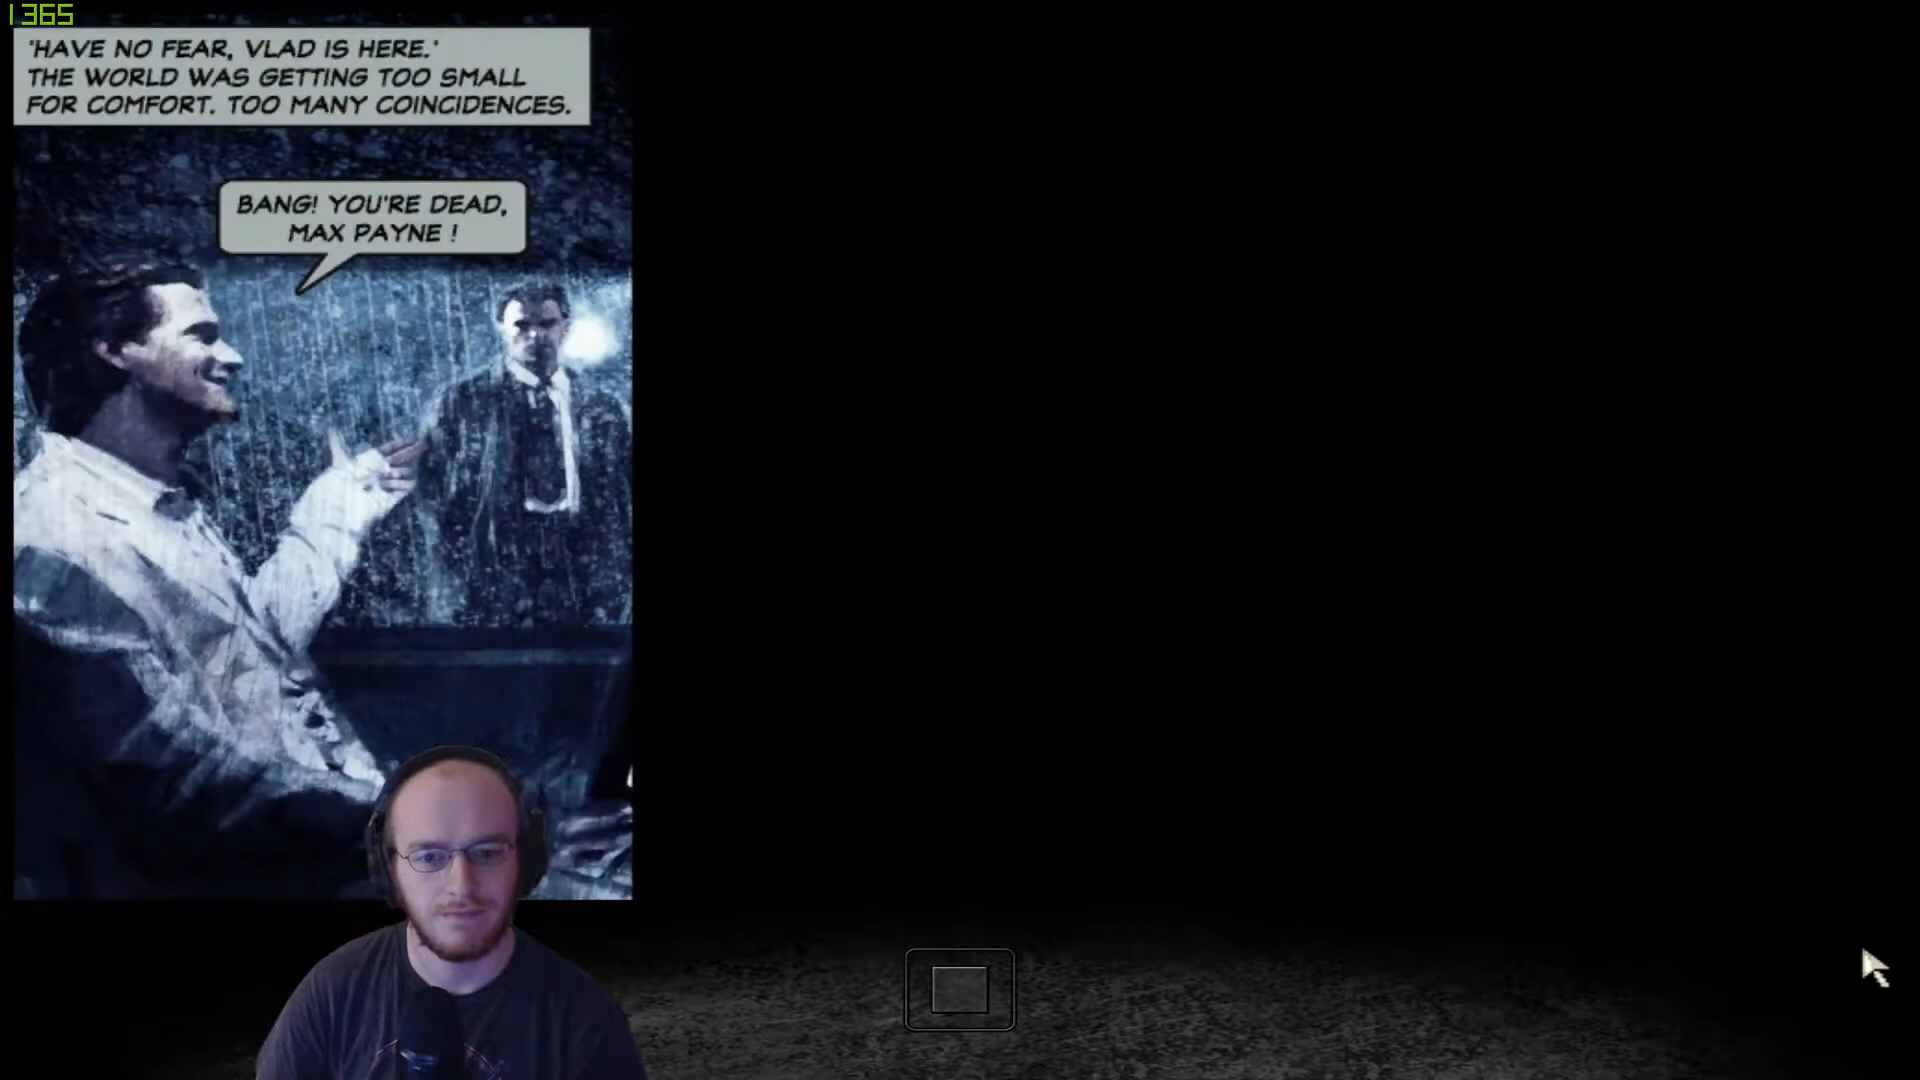 1365
'HAVE NO FEAR, VLAD IS HERE.'
THE WORLD WAS GETTING TOO SMALL
FOR COMFORT. TOO MANY COINCIDENCES.
BANG! YOU'RE DEAD,
MAX PAYNE !